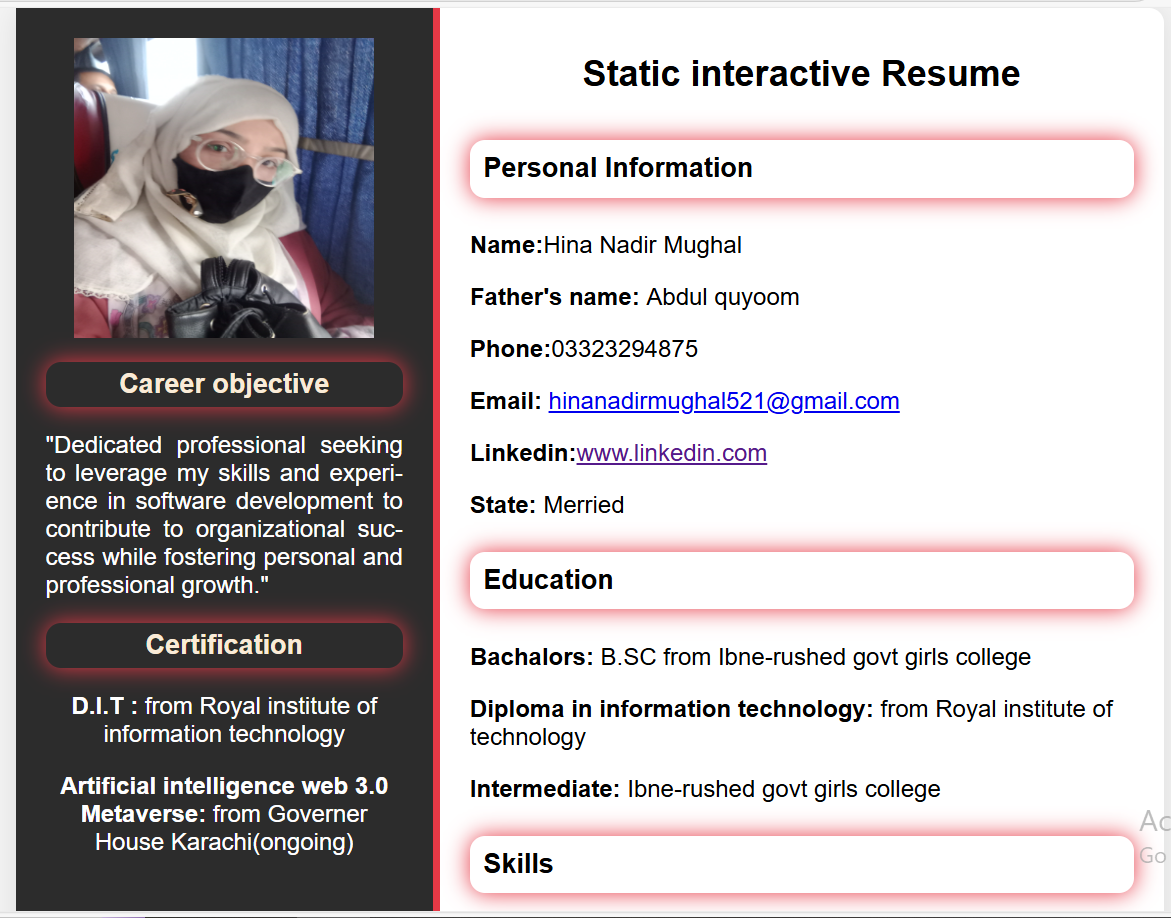 Static interactive Resume
Career objective
"Dedicated professional seeking
to leverage my skills and experi-
ence in software development to
contribute to organizational suc-
cess while fostering personal and
professional growth."
Certification
D.I.T : from Royal institute of
information technology
Artificial intelligence web 3.0
Metaverse: from Governer
House Karachi(ongoing)
Personal Information
Name:Hina Nadir Mughal
Father's name: Abdul quyoom
Phone:03323294875
Email: hinanadirmughal521@gmail.com
Linkedin:www.linkedin.com
State: Merried
Education
Bachalors: B.SC from Ibne-rushed govt girls college
Diploma in information technology: from Royal institute of
technology
Intermediate: Ibne-rushed govt girls college
Skills
Go